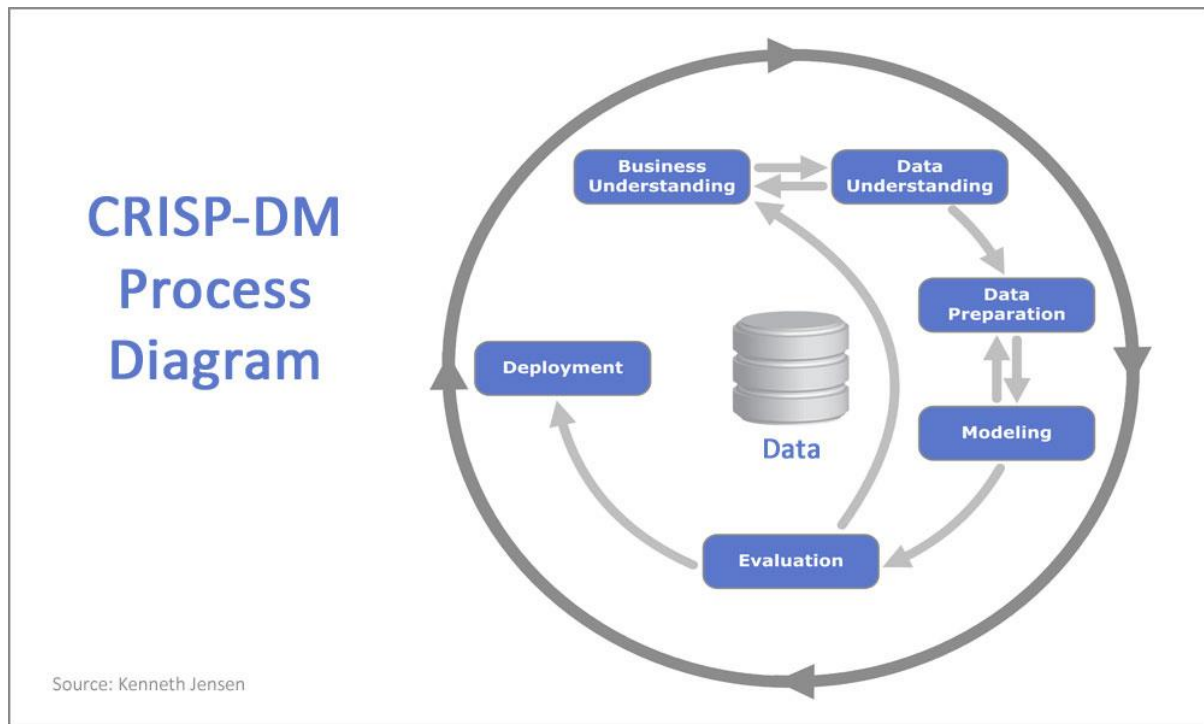 CRISP-DM
Process
Diagram
Business
Understanding
Data
Understanding
Data
Preparation
Modeling
Evaluation
Deployment
Data
Source: Kenneth Jensen